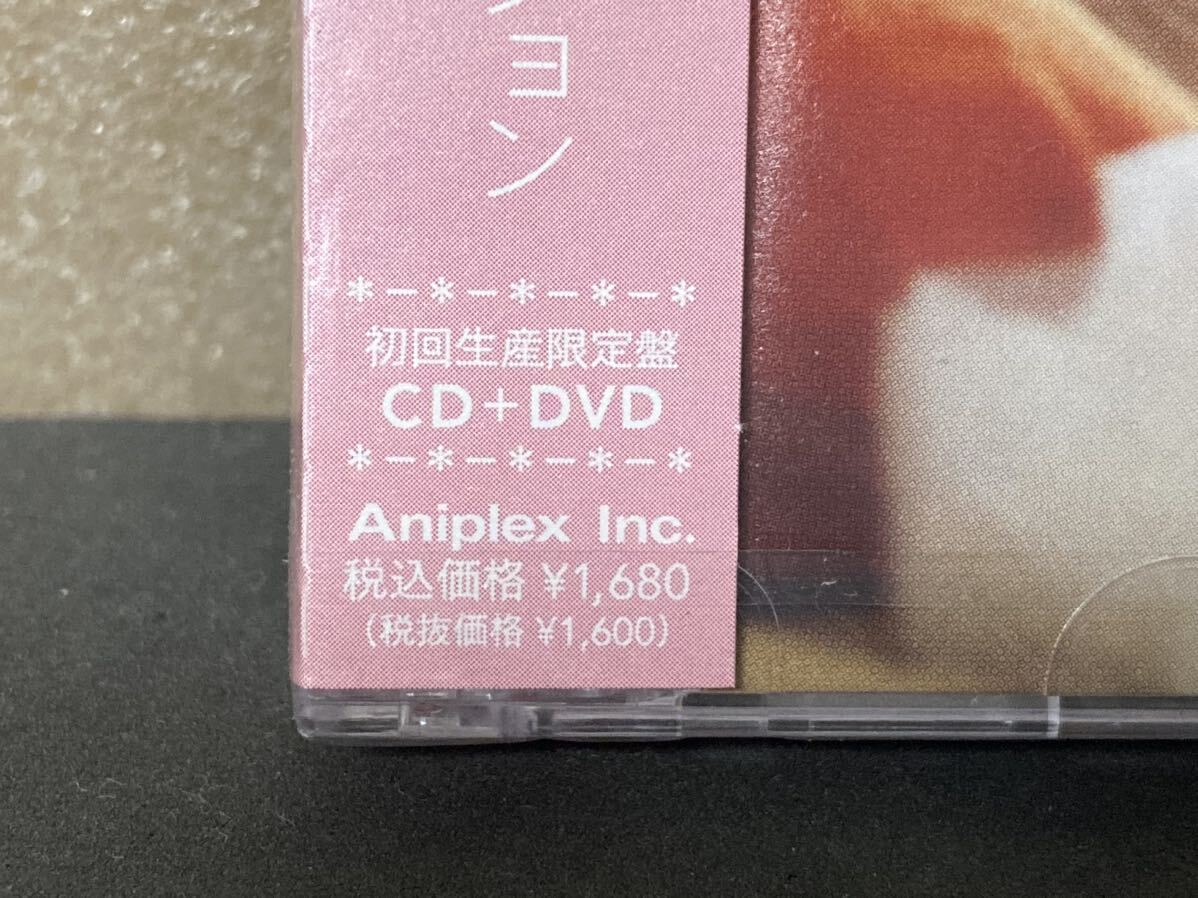 ョン
*-*-*-*-*
初回生産限定盤
CD+DVD
*-*-*-*-*
Aniplex Inc.
税込価格 ¥1,680
(税抜価格 ¥1,600)